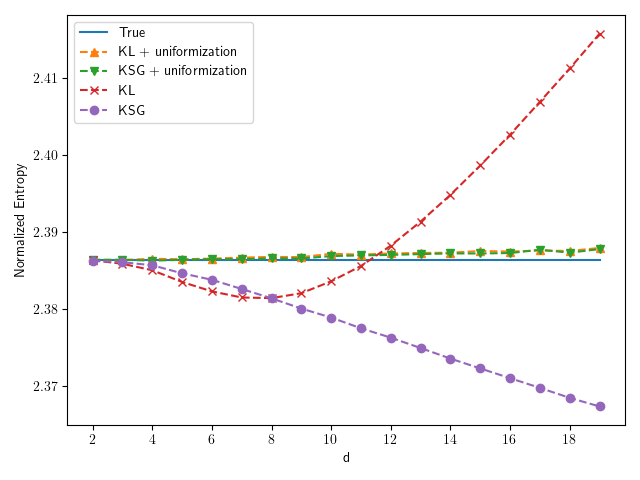 True
KL + uniformization
KSG + uniformization
KL
KSG
Normalized Entropy
2.41
2.40
2.39
2.38
2.37
2 4 6 8 10 12 14 16 18
d